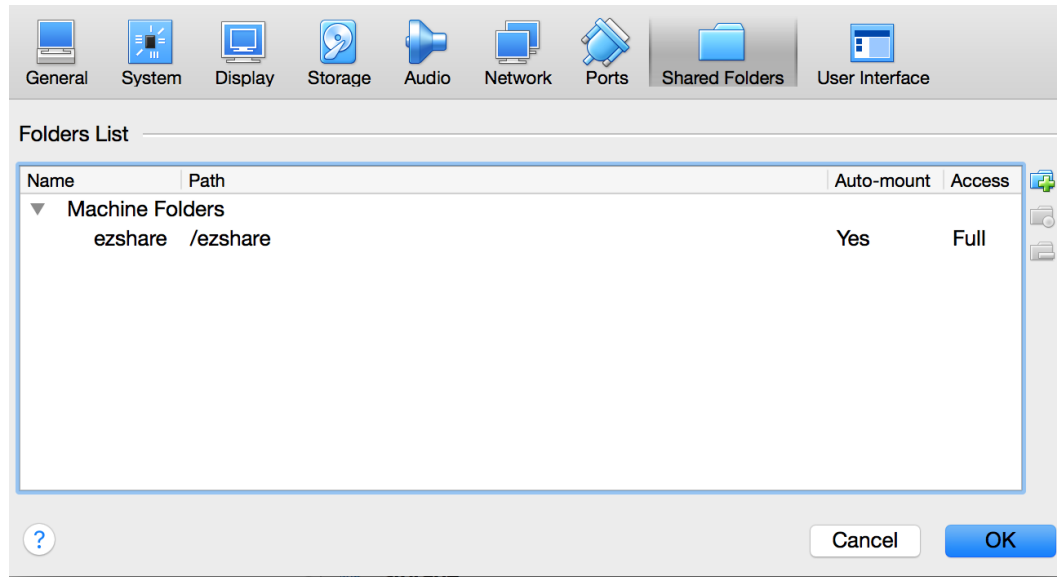 General System Display Storage Audio Network Ports Shared Folders User Interface
Folders List
Name Path Auto-mount Access
Machine Folders
ezshare /ezshare Yes Full
? Cancel OK